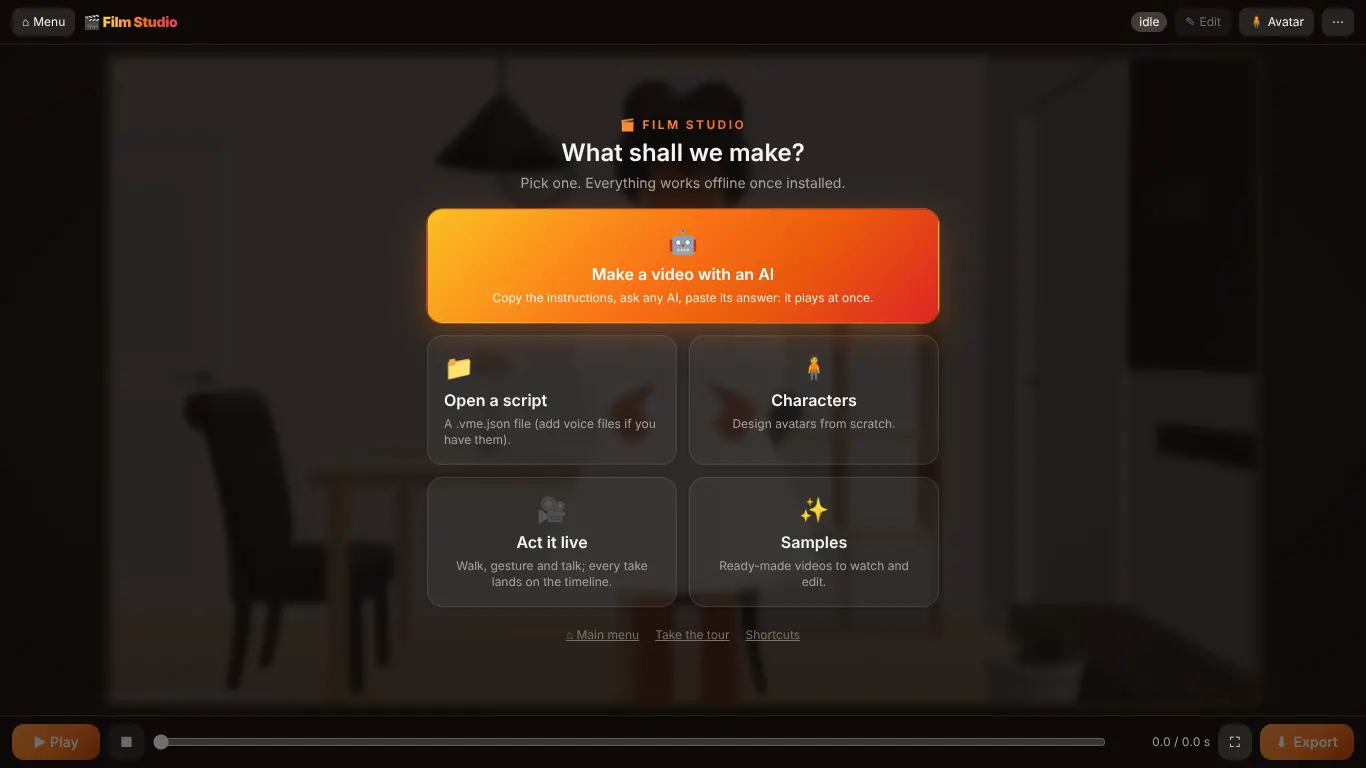 ⌂ Menu
🎬 Film Studio
idle
✎ Edit
🧍 Avatar
⋯
🎬 FILM STUDIO
What shall we make?
Pick one. Everything works offline once installed.
Make a video with an AI
Copy the instructions, ask any AI, paste its answer: it plays at once.
Open a script
A .vme.json file (add voice files if you
have them).
Characters
Design avatars from scratch.
Act it live
Walk, gesture and talk; every take
lands on the timeline.
Samples
Ready-made videos to watch and
edit.
⌂ Main menu
Take the tour
Shortcuts
▶ Play
0.0 / 0.0 s
⬇ Export